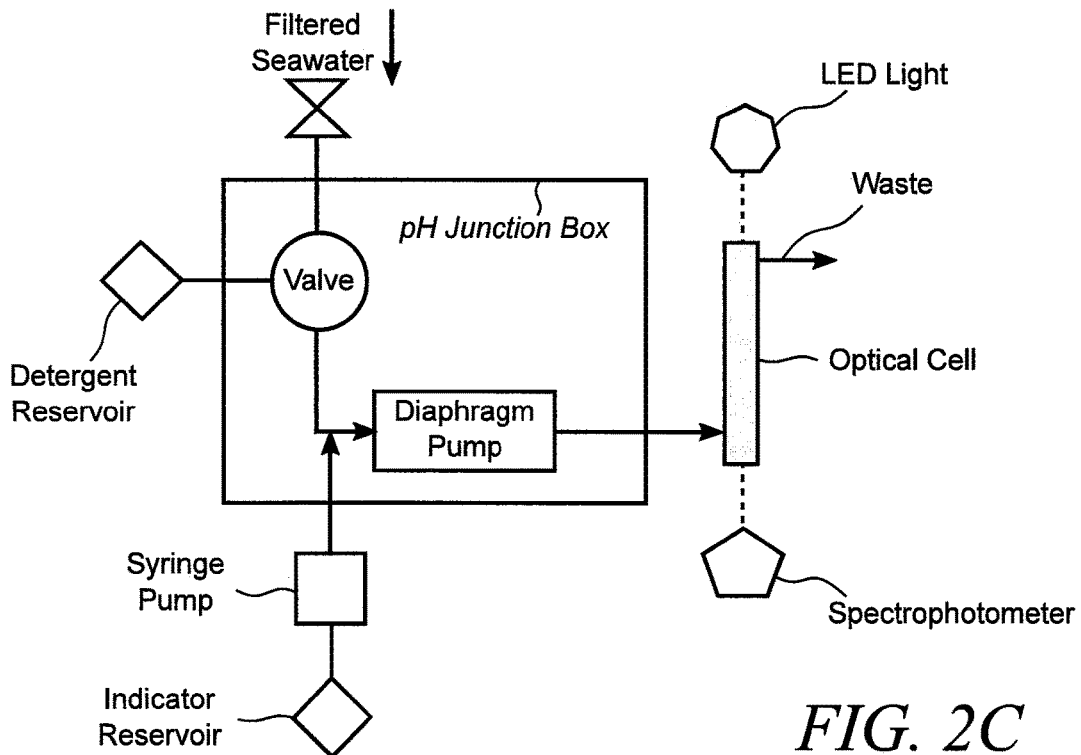 Filtered
Seawater
LED Light
Waste
pH Junction Box
Valve
Detergent
Reservoir
Optical Cell
Diaphragm
Pump
Syringe
Pump
Spectrophotometer
Indicator
Reservoir
FIG. 2C